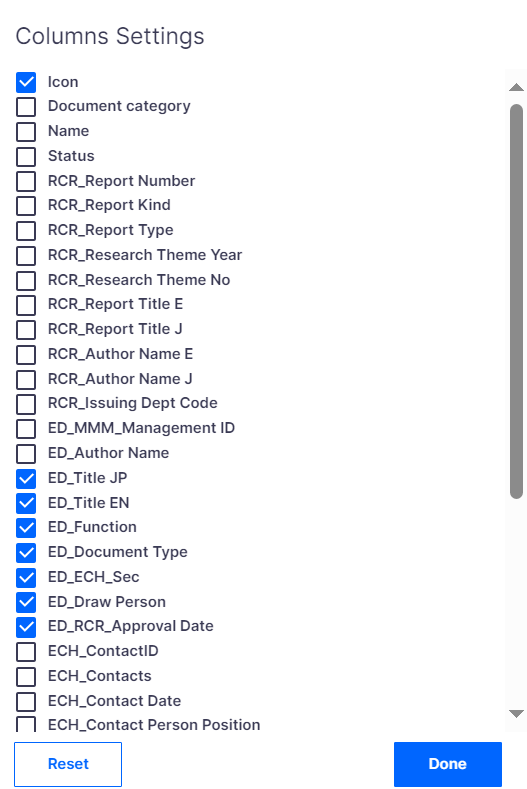 Columns Settings
Icon
Document category
Name
Status
RCR_Report Number
RCR_Report Kind
RCR_Report Type
RCR_Research Theme Year
RCR_Research Theme No
RCR_Report Title E
RCR_Report Title J
RCR_Author Name E
RCR_Author Name J
RCR_Issuing Dept Code
ED_MMM_Management ID
ED_Author Name
ED_Title JP
ED_Title EN
ED_Function
ED_Document Type
ED_ECH_Sec
ED_Draw Person
ED_RCR_Approval Date
ECH_ContactID
ECH_Contacts
ECH_Contact Date
ECH_Contact Person Position
Reset
Done